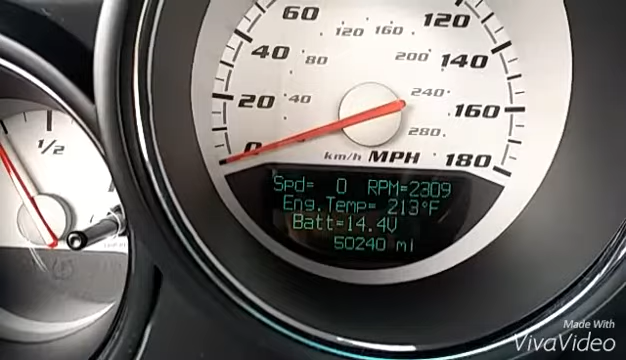 60
120
120 160
40
80
200
140
20
40
240
160
0
280
km/h MPH 180
1/2
Spd= 0 RPM=2309
Eng.Temp= 213°F
Batt=14.4V
50240 mi
Made With
VivaVideo